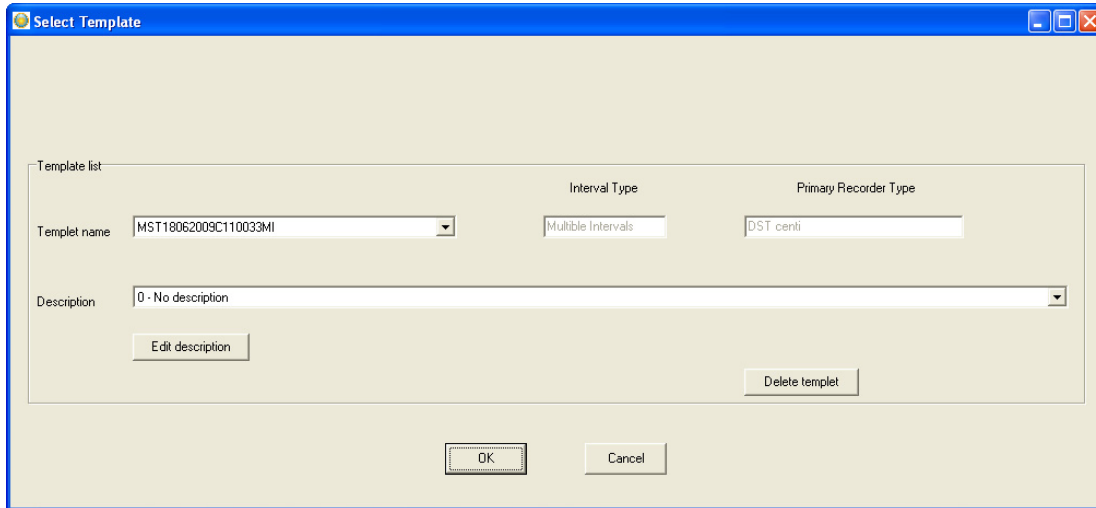 Select Template
Template list
Interval Type Primary Recorder Type
Templet name MST18062009C110033MI Multible Intervals DST centi
Description 0 - No description
Edit description
Delete templet
OK Cancel